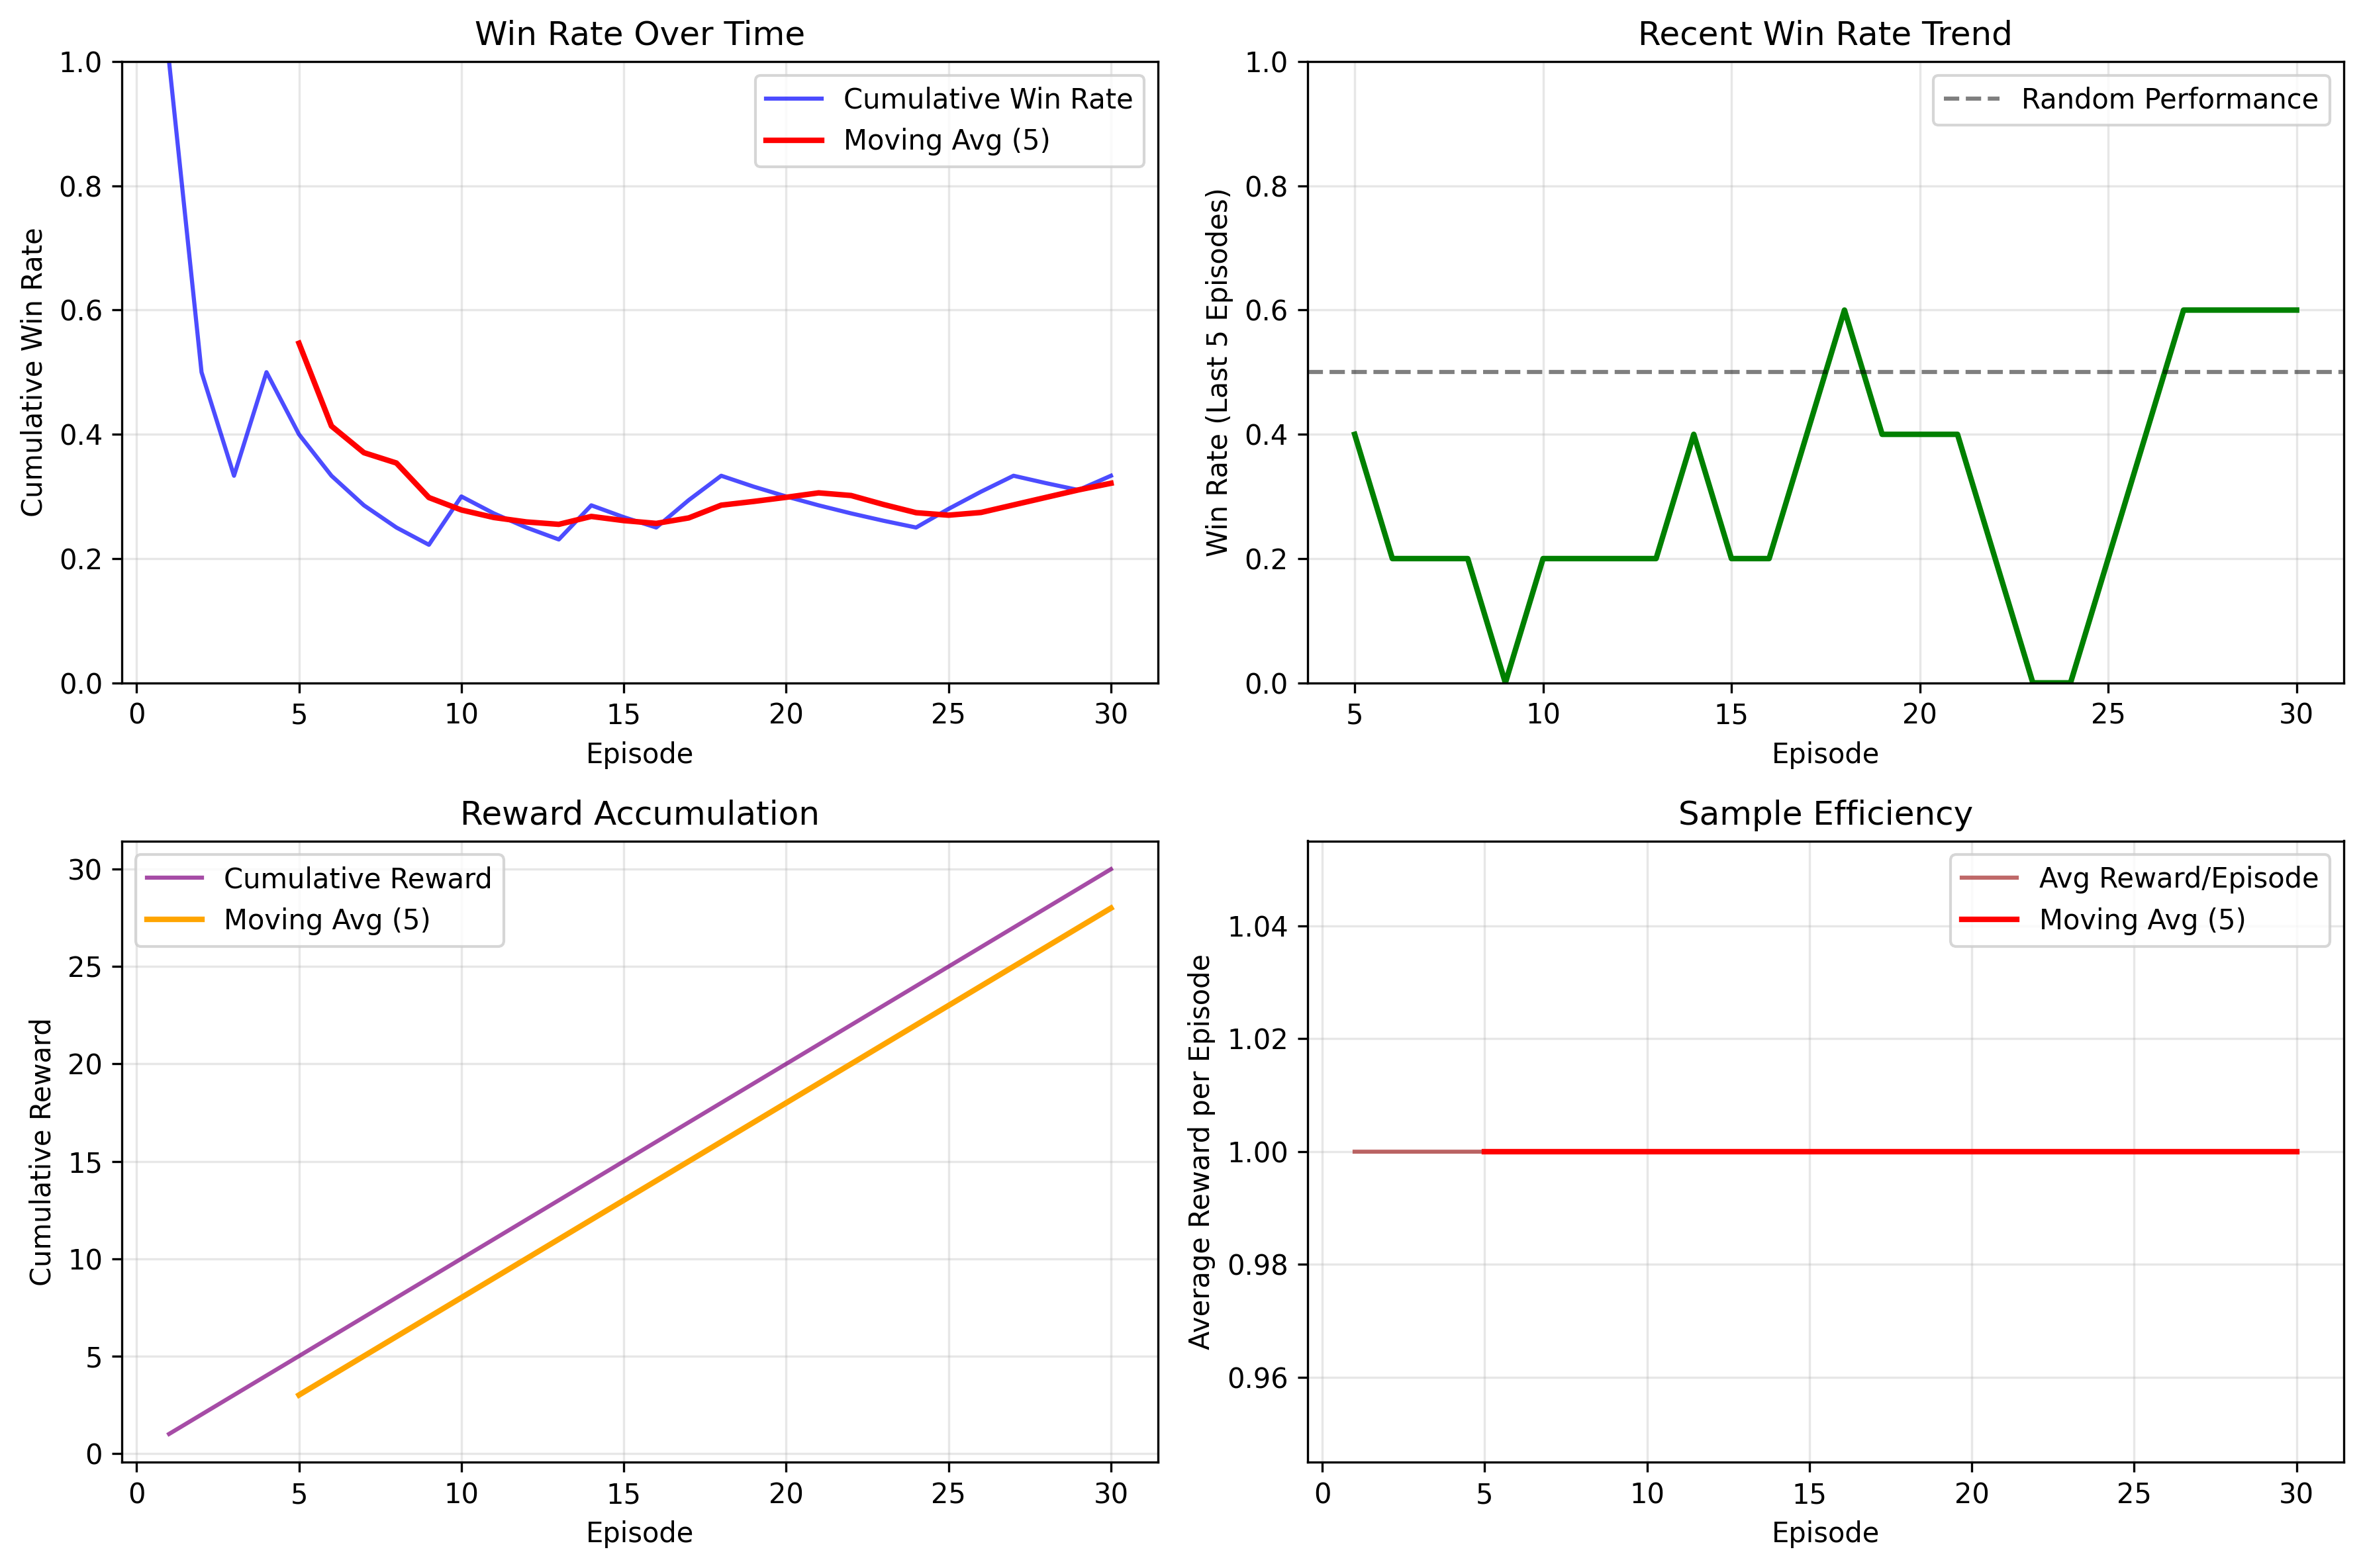 Win Rate Over Time
Cumulative Win Rate
1.0
0.8
0.6
0.4
0.2
0.0
Cumulative Win Rate
Moving Avg (5)
0 5 10 15 20 25 30
Episode
Recent Win Rate Trend
Win Rate (Last 5 Episodes)
1.0
0.8
0.6
0.4
0.2
0.0
Random Performance
5 10 15 20 25 30
Episode
Reward Accumulation
Cumulative Reward
30
25
20
15
10
5
0
Cumulative Reward
Moving Avg (5)
0 5 10 15 20 25 30
Episode
Sample Efficiency
Average Reward per Episode
1.04
1.02
1.00
0.98
0.96
Avg Reward/Episode
Moving Avg (5)
0 5 10 15 20 25 30
Episode